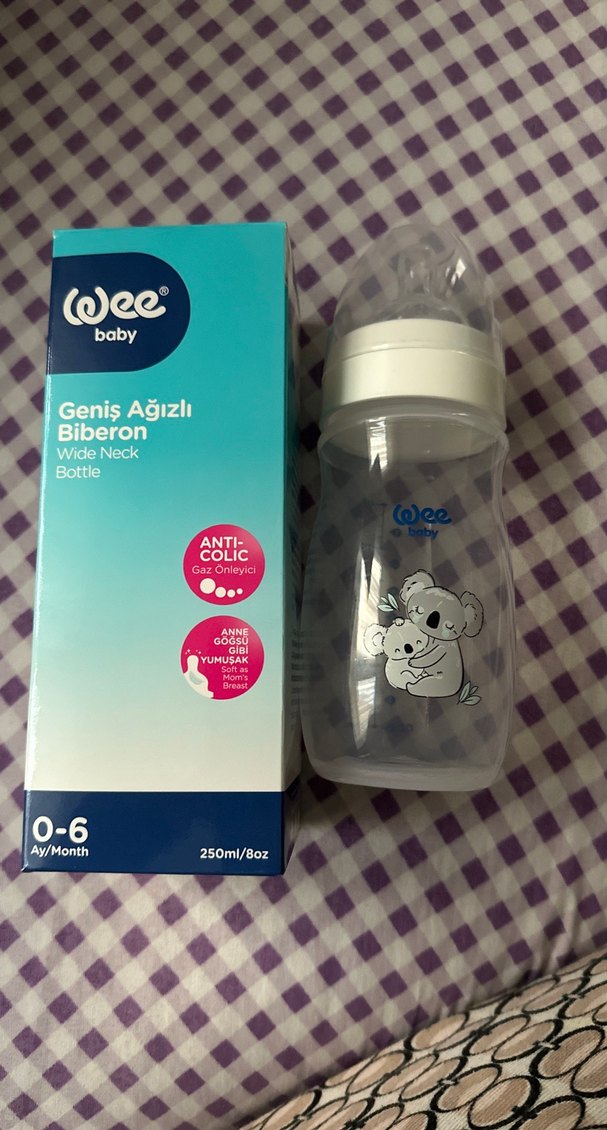 wee®
baby
Geniş Ağızlı
Biberon
Wide Neck
Bottle
ANTI-
COLIC
Gaz Önleyici
ANNE
GÖĞSÜ
GİBİ
YUMUŞAK
Soft as
Mom's
Breast
0-6
Ay/Month
250ml/8oz
wee
baby